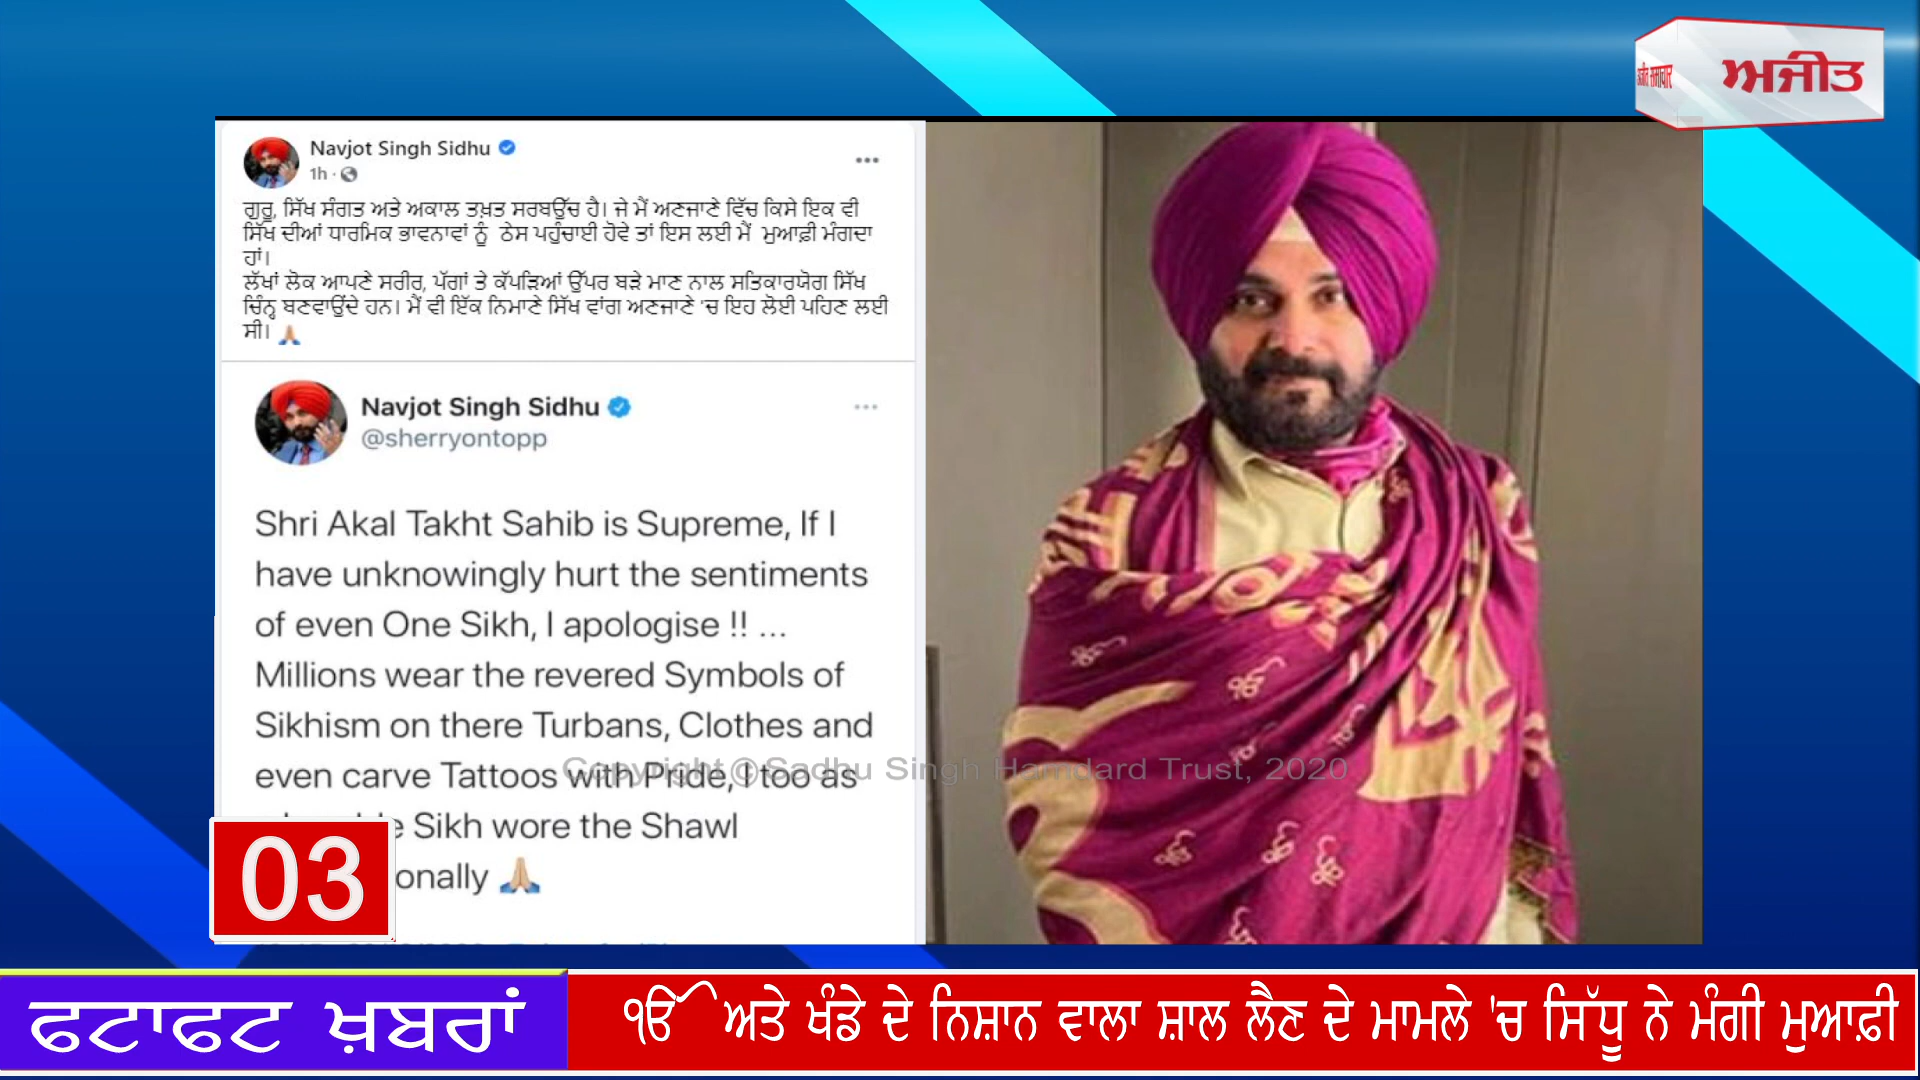 ਅਜੀਤ
अजीत समाचार
Navjot Singh Sidhu
1h ·
ਗੁਰੂ, ਸਿੱਖ ਸੰਗਤ ਅਤੇ ਅਕਾਲ ਤਖ਼ਤ ਸਰਬਉੱਚ ਹੈ। ਜੇ ਮੈਂ ਅਣਜਾਣੇ ਵਿੱਚ ਕਿਸੇ ਇਕ ਵੀ
ਸਿੱਖ ਦੀਆਂ ਧਾਰਮਿਕ ਭਾਵਨਾਵਾਂ ਨੂੰ ਠੇਸ ਪਹੁੰਚਾਈ ਹੋਵੇ ਤਾਂ ਇਸ ਲਈ ਮੈਂ ਮੁਆਫ਼ੀ ਮੰਗਦਾ
ਹਾਂ।
ਲੱਖਾਂ ਲੋਕ ਆਪਣੇ ਸਰੀਰ, ਪੱਗਾਂ ਤੇ ਕੱਪੜਿਆਂ ਉੱਪਰ ਬੜੇ ਮਾਣ ਨਾਲ ਸਤਿਕਾਰਯੋਗ ਸਿੱਖ
ਚਿੰਨ੍ਹ ਬਣਵਾਉਂਦੇ ਹਨ। ਮੈਂ ਵੀ ਇੱਕ ਨਿਮਾਣੇ ਸਿੱਖ ਵਾਂਗ ਅਣਜਾਣੇ 'ਚ ਇਹ ਲੋਈ ਪਹਿਣ ਲਈ
ਸੀ। 🙏🏼
Navjot Singh Sidhu
@sherryontopp
Shri Akal Takht Sahib is Supreme, If I
have unknowingly hurt the sentiments
of even One Sikh, I apologise !! ...
Millions wear the revered Symbols of
Sikhism on there Turbans, Clothes and
even carve Tattoos with Pride, I too as
Sikh wore the Shawl
onally 🙏🏼
Copyright © Sadhu Singh Hamdard Trust, 2020
03
ਫਟਾਫਟ ਖ਼ਬਰਾਂ
ੴ ਅਤੇ ਖੰਡੇ ਦੇ ਨਿਸ਼ਾਨ ਵਾਲਾ ਸ਼ਾਲ ਲੈਣ ਦੇ ਮਾਮਲੇ 'ਚ ਸਿੱਧੂ ਨੇ ਮੰਗੀ ਮੁਆਫ਼ੀ